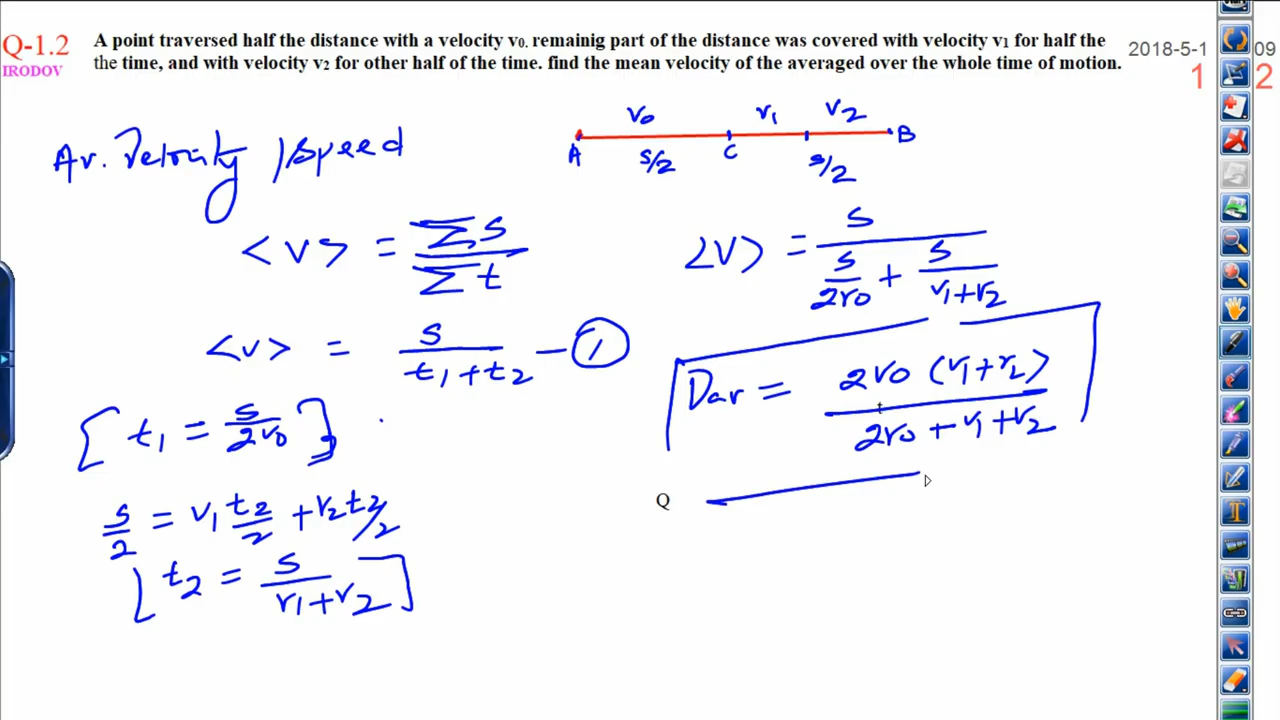 Q-1.2
IRODOV
A point traversed half the distance with a velocity v₀. remainig part of the distance was covered with velocity v₁ for half the
the time, and with velocity v₂ for other half of the time. find the mean velocity of the averaged over the whole time of motion.
2018-5-1
09
1
2
Av. Velocity / Speed
v₀ v₁ v₂
A C B
s/2 s/2
<v> = Σs / Σt
<v> = s / (t₁ + t₂) — ①
[ t₁ = s / 2v₀ ]
s/2 = v₁ t₂/2 + v₂ t₂/2
[ t₂ = s / (v₁ + v₂) ]
<v> = s / (s/2v₀ + s/(v₁+v₂))
vav = 2v₀ (v₁+v₂) / (2v₀ + v₁ + v₂)
Q